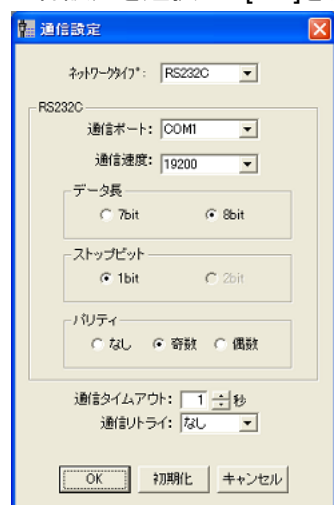 通信設定
ネットワークタイプ: RS232C
RS232C
通信ポート: COM1
通信速度: 19200
データ長
7bit 8bit
ストップビット
1bit 2bit
パリティ
なし 奇数 偶数
通信タイムアウト: 1 秒
通信リトライ: なし
OK 初期化 キャンセル